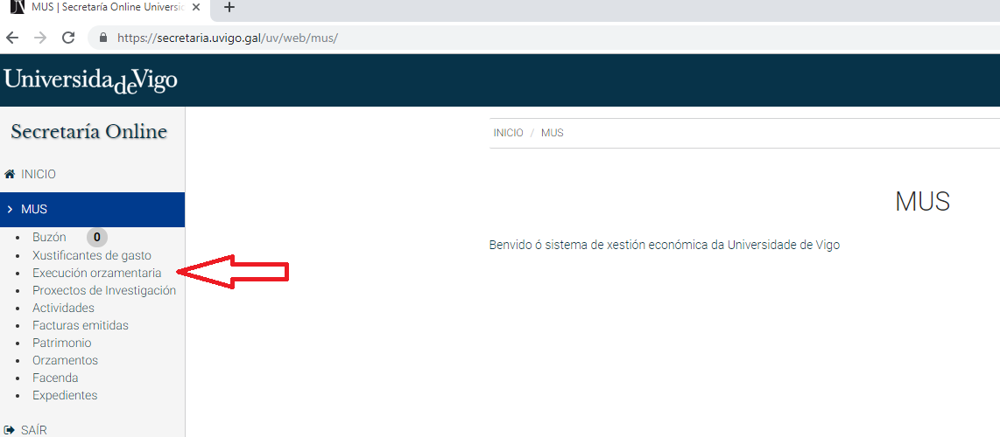 MUS | Secretaría Online Universi
https://secretaria.uvigo.gal/uv/web/mus/
UniversidadeVigo
Secretaría Online
INICIO
MUS
Buzón 0
Xustificantes de gasto
Execución orzamentaria
Proxectos de Investigación
Actividades
Facturas emitidas
Patrimonio
Orzamentos
Facenda
Expedientes
SAÍR
INICIO / MUS
MUS
Benvido ó sistema de xestión económica da Universidade de Vigo